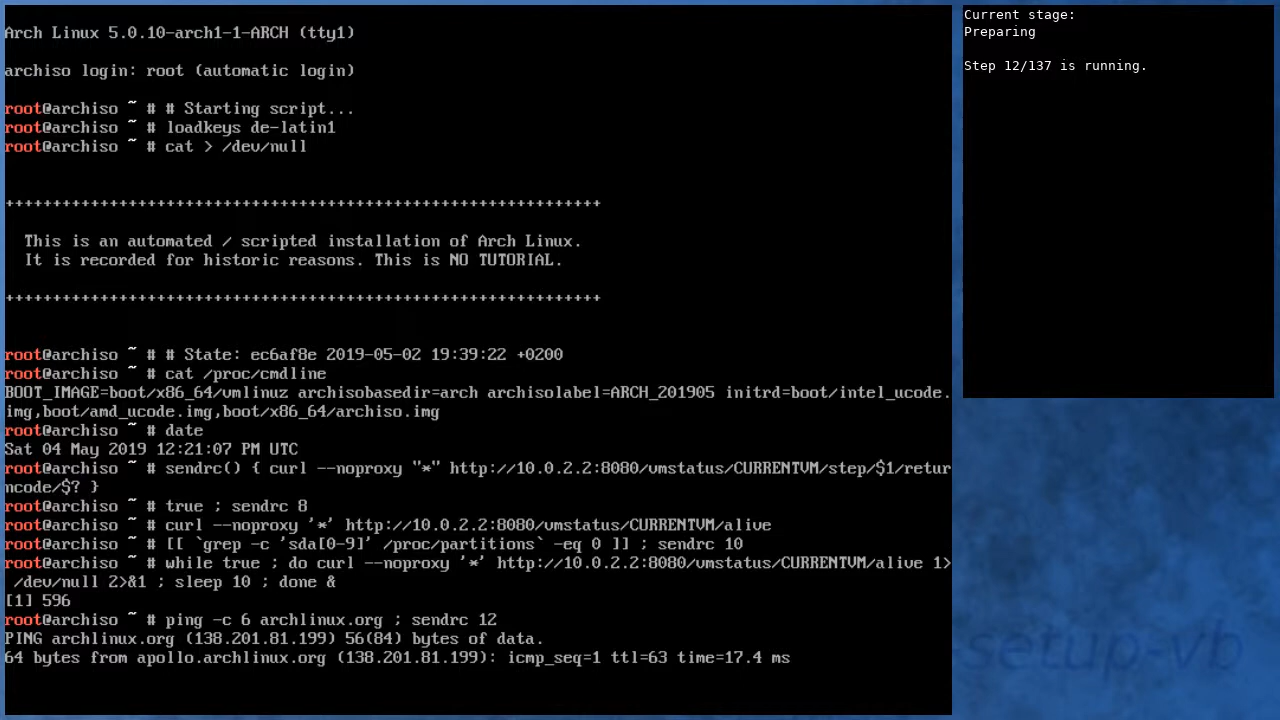 Arch Linux 5.0.10-arch1-1-ARCH (tty1)
archiso login: root (automatic login)
root@archiso ~ # # Starting script...
root@archiso ~ # loadkeys de-latin1
root@archiso ~ # cat > /dev/null
+++++++++++++++++++++++++++++++++++++++++++++++++++++++++++++++
This is an automated / scripted installation of Arch Linux.
It is recorded for historic reasons. This is NO TUTORIAL.
+++++++++++++++++++++++++++++++++++++++++++++++++++++++++++++++
root@archiso ~ # # State: ec6af8e 2019-05-02 19:39:22 +0200
root@archiso ~ # cat /proc/cmdline
BOOT_IMAGE=boot/x86_64/vmlinuz archisobasedir=arch archisolabel=ARCH_201905 initrd=boot/intel_ucode.
img,boot/amd_ucode.img,boot/x86_64/archiso.img
root@archiso ~ # date
Sat 04 May 2019 12:21:07 PM UTC
root@archiso ~ # sendrc() { curl --noproxy "*" http://10.0.2.2:8080/vmstatus/CURRENTVM/step/$1/retur
ncode/$? }
root@archiso ~ # true ; sendrc 8
root@archiso ~ # curl --noproxy '*' http://10.0.2.2:8080/vmstatus/CURRENTVM/alive
root@archiso ~ # [[ `grep -c 'sda[0-9]' /proc/partitions` -eq 0 ]] ; sendrc 10
root@archiso ~ # while true ; do curl --noproxy '*' http://10.0.2.2:8080/vmstatus/CURRENTVM/alive 1>
/dev/null 2>&1 ; sleep 10 ; done &
[1] 596
root@archiso ~ # ping -c 6 archlinux.org ; sendrc 12
PING archlinux.org (138.201.81.199) 56(84) bytes of data.
64 bytes from apollo.archlinux.org (138.201.81.199): icmp_seq=1 ttl=63 time=17.4 ms
Current stage:
Preparing
Step 12/137 is running.
-setup-vb